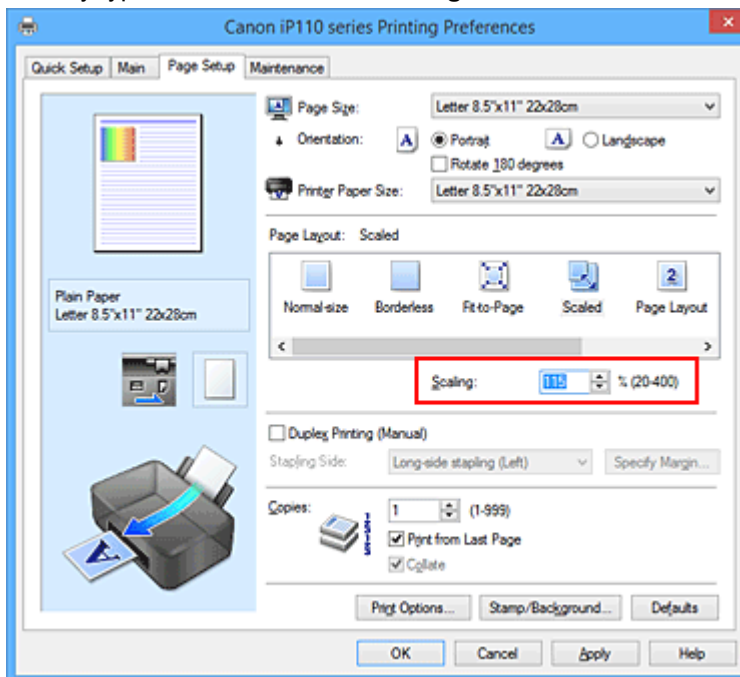 Canon iP110 series Printing Preferences
Quick Setup Main Page Setup Maintenance
Page Size: Letter 8.5"x11" 22x28cm
Orientation: A Portrait A Landscape
Rotate 180 degrees
Printer Paper Size: Letter 8.5"x11" 22x28cm
Page Layout: Scaled
Normal-size Borderless Fit-to-Page Scaled 2 Page Layout
Plain Paper
Letter 8.5"x11" 22x28cm
Scaling: 115 % (20-400)
Duplex Printing (Manual)
Stapling Side: Long-side stapling (Left) Specify Margin...
Copies: 1 (1-999)
Print from Last Page
Collate
A
Print Options... Stamp/Background... Defaults
OK Cancel Apply Help